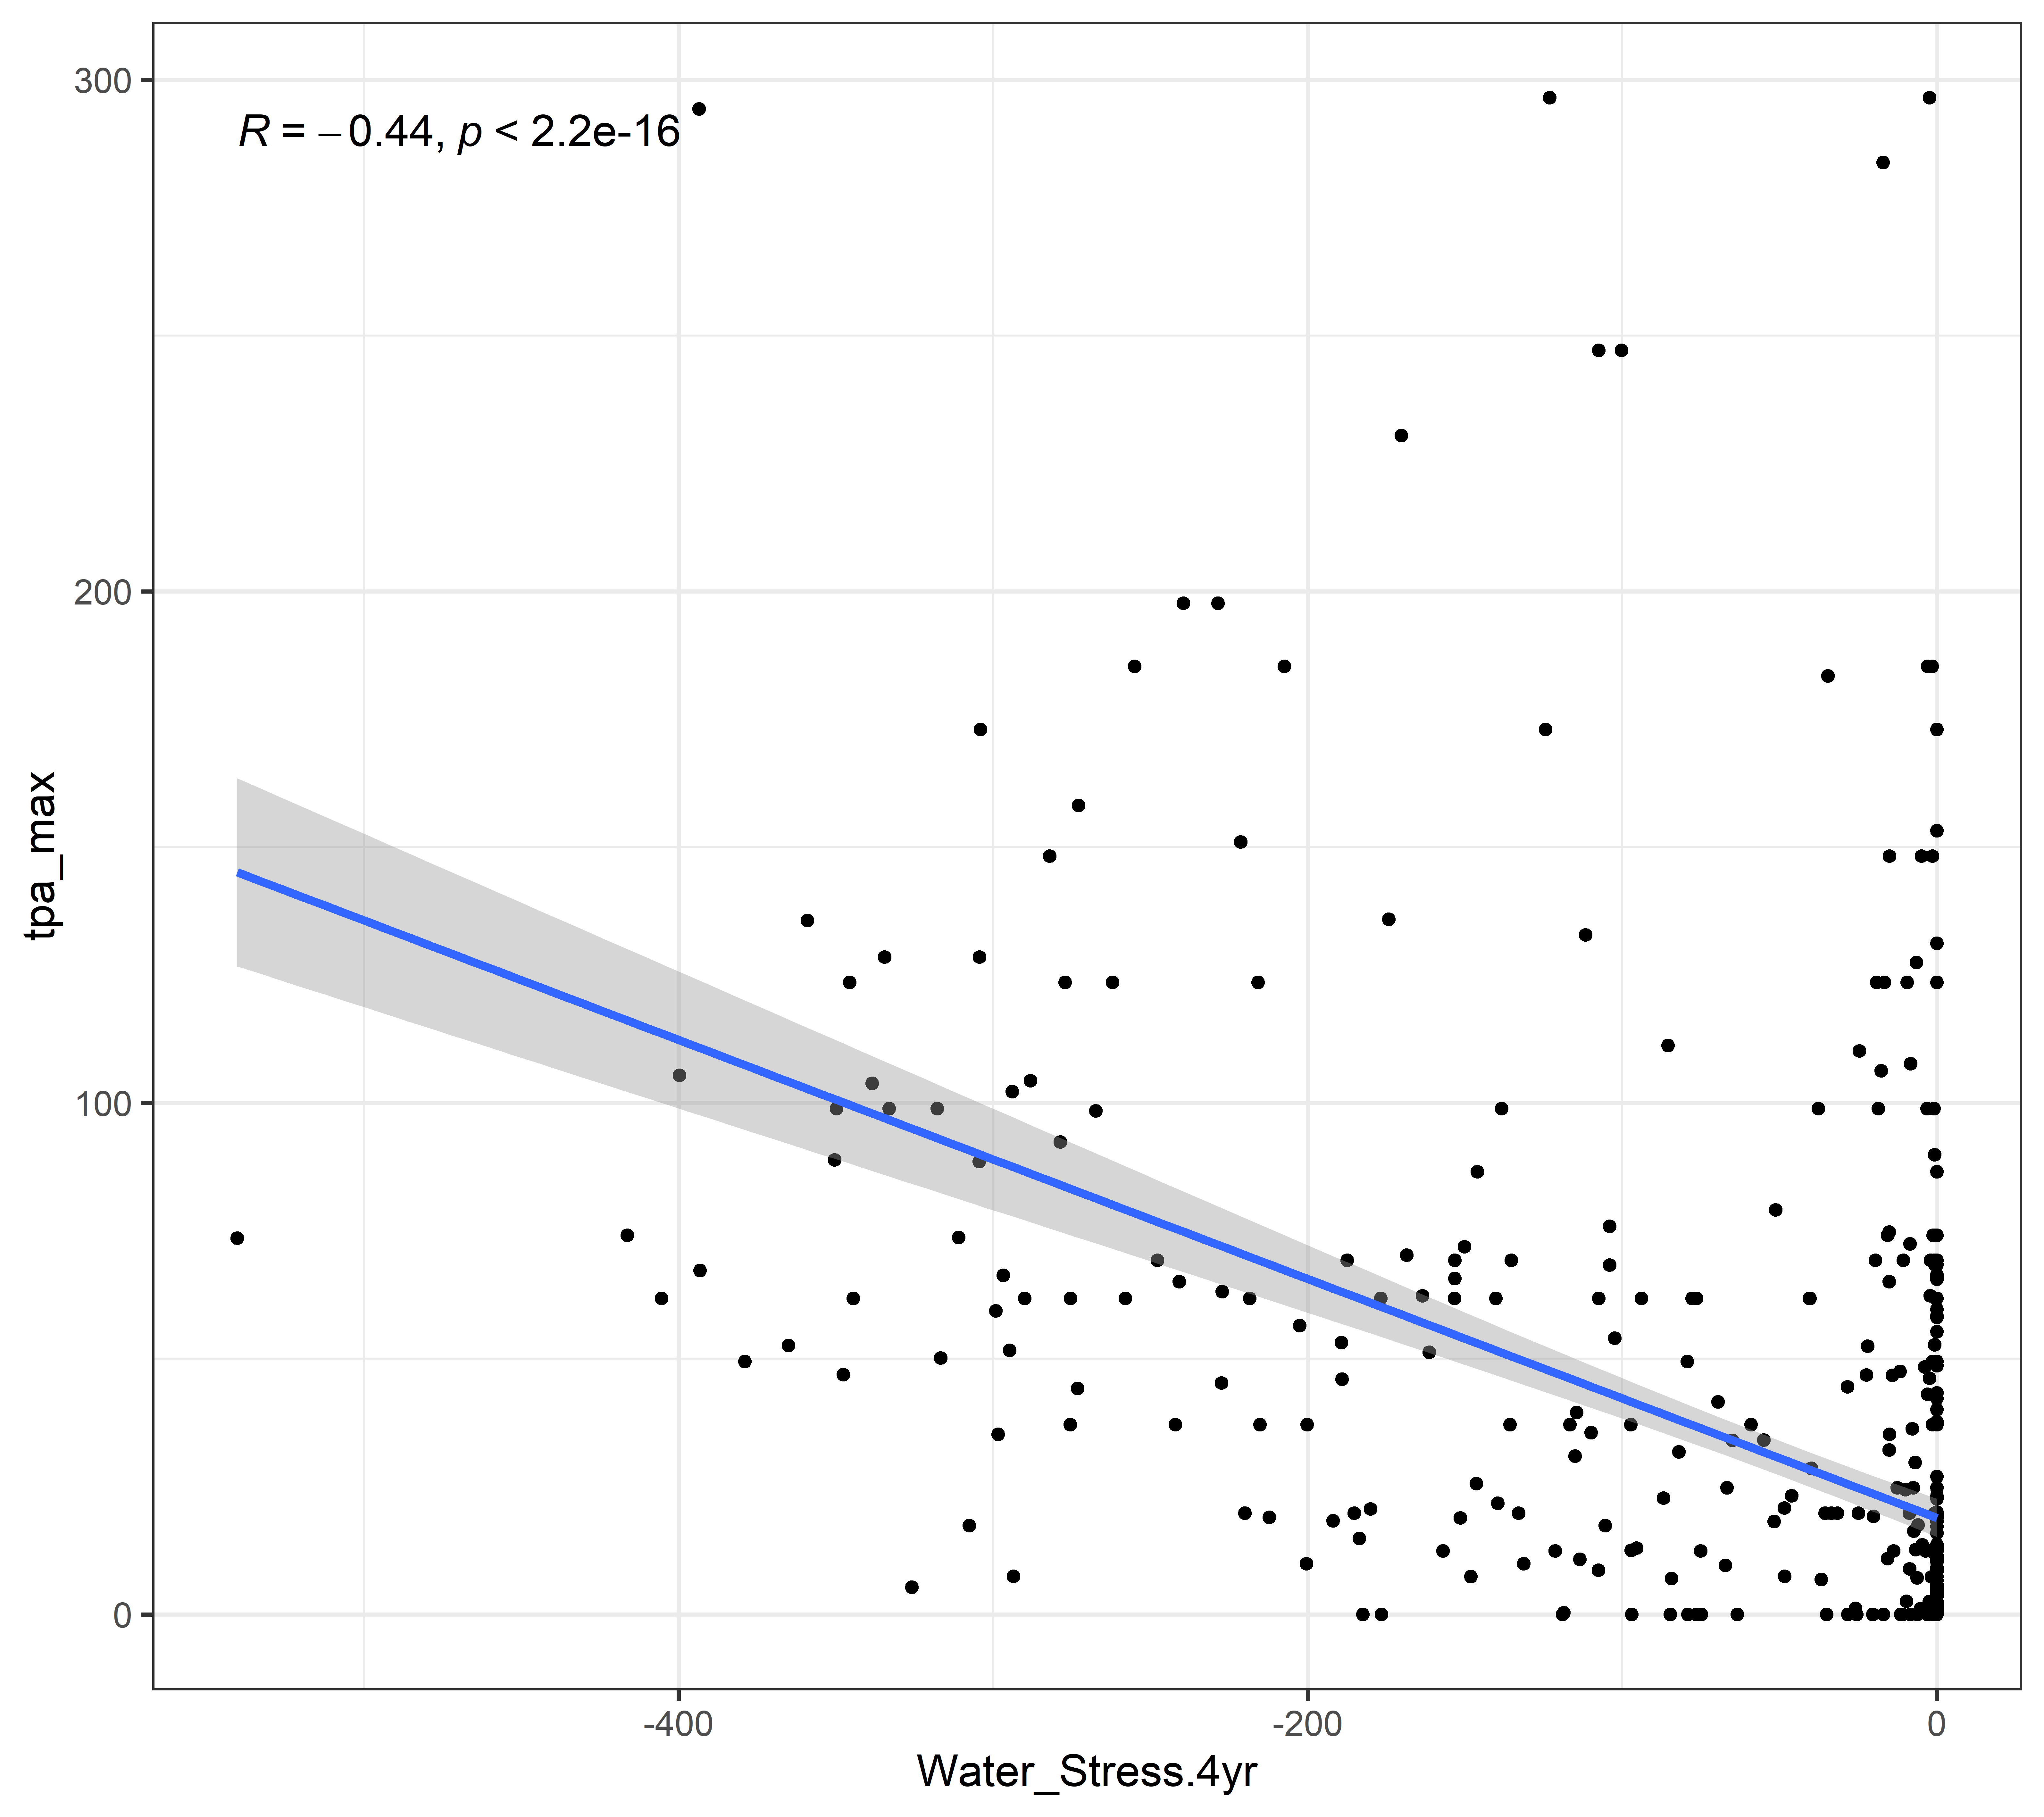 300
R = −0.44, p < 2.2e-16
200
tpa_max
100
0
-400
-200
0
Water_Stress.4yr